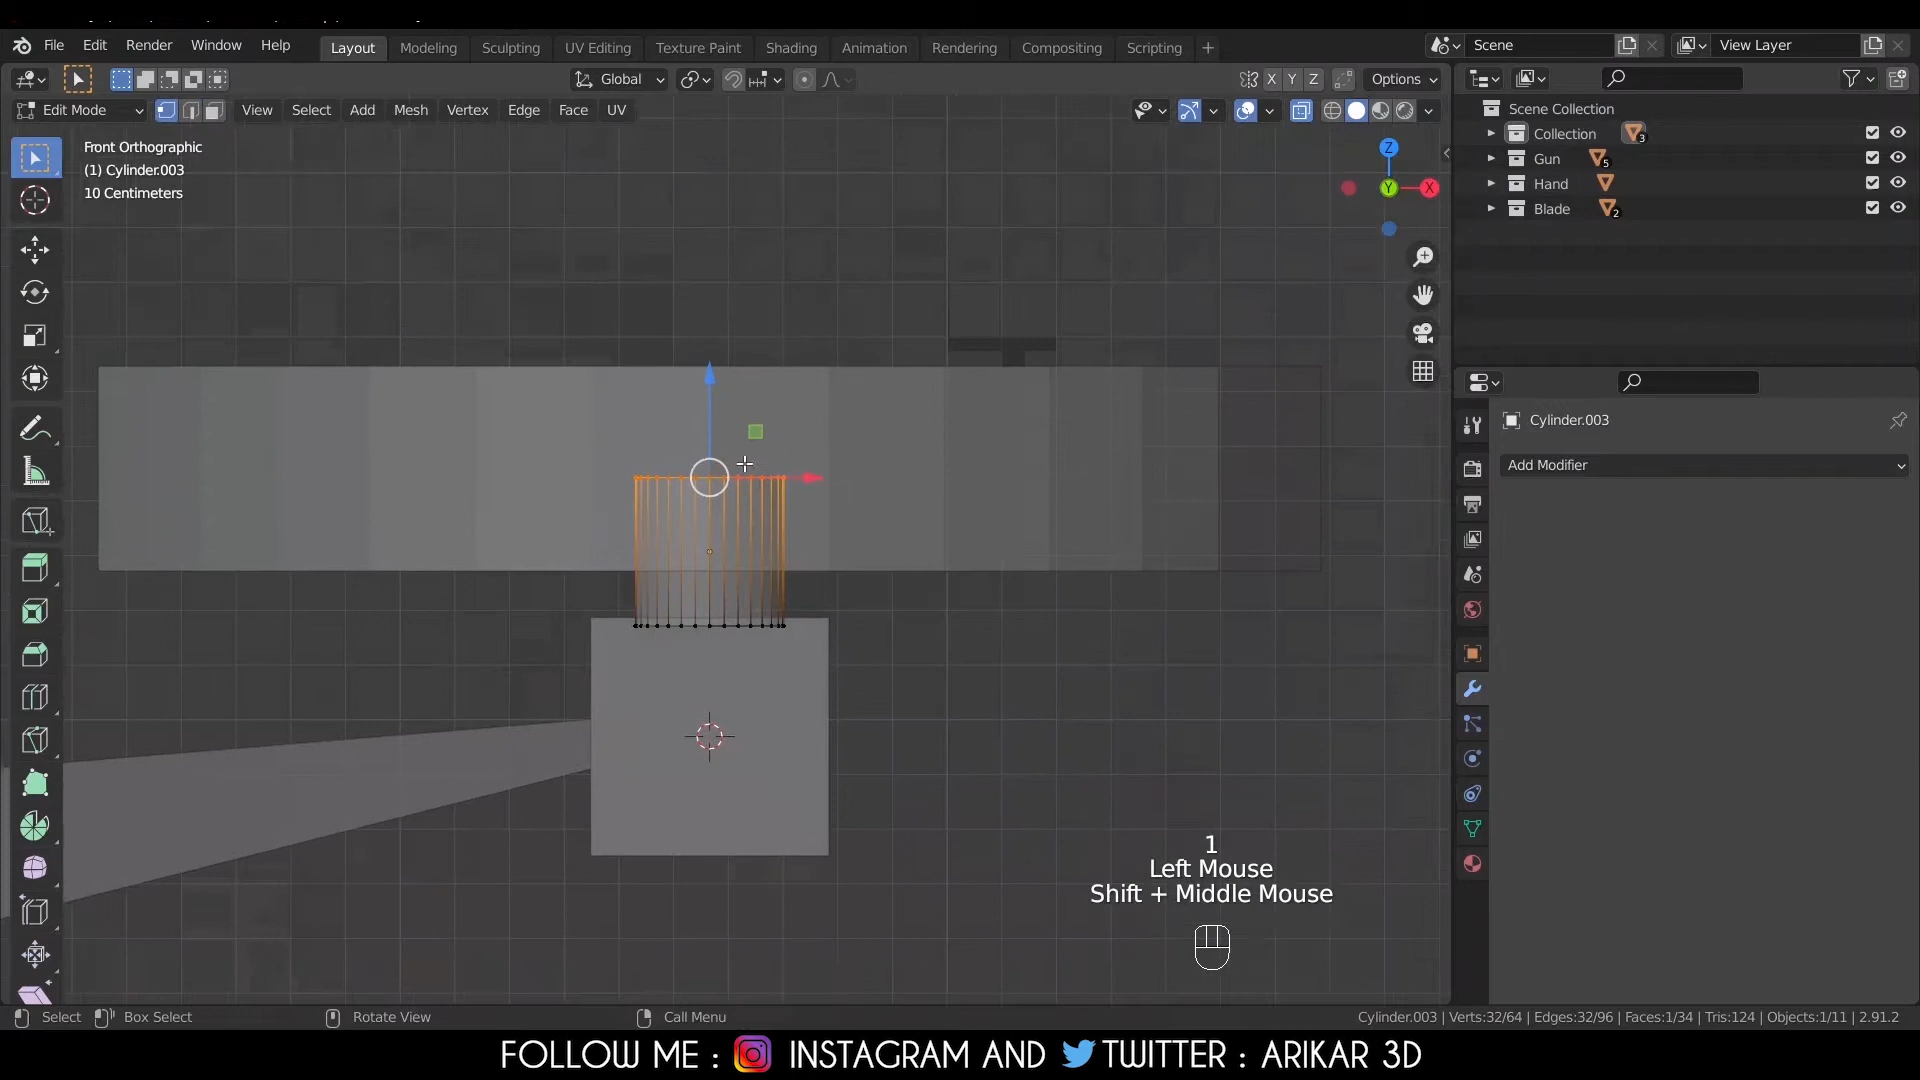 File Edit Render Window Help Layout Modeling Sculpting UV Editing Texture Paint Shading Animation Rendering Compositing Scripting + Scene View Layer
Global X Y Z Options
Edit Mode View Select Add Mesh Vertex Edge Face UV
Scene Collection
Collection 3
Gun 5
Hand
Blade 2
Front Orthographic
(1) Cylinder.003
10 Centimeters
Z
Y
X
Cylinder.003
Add Modifier
1
Left Mouse
Shift + Middle Mouse
Select Box Select Rotate View Call Menu Cylinder.003 | Verts:32/64 | Edges:32/96 | Faces:1/34 | Tris:124 | Objects:1/11 | 2.91.2
FOLLOW ME : INSTAGRAM AND TWITTER : ARIKAR 3D